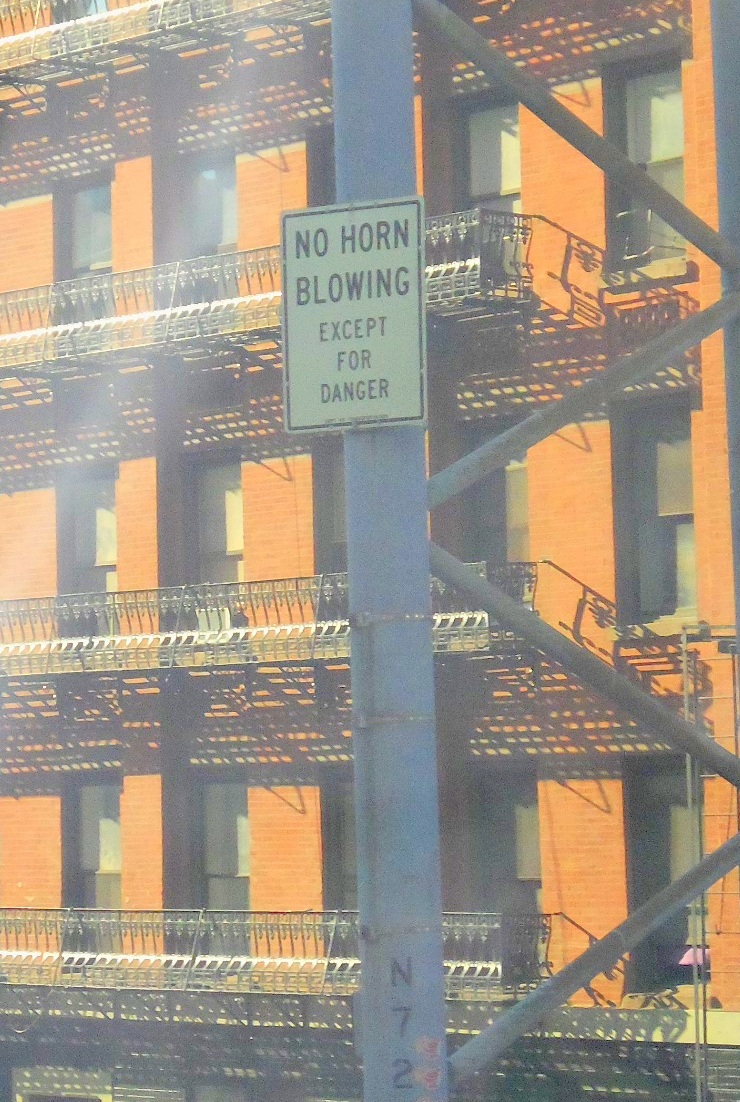 NO HORN
BLOWING
EXCEPT
FOR
DANGER
N
7
2